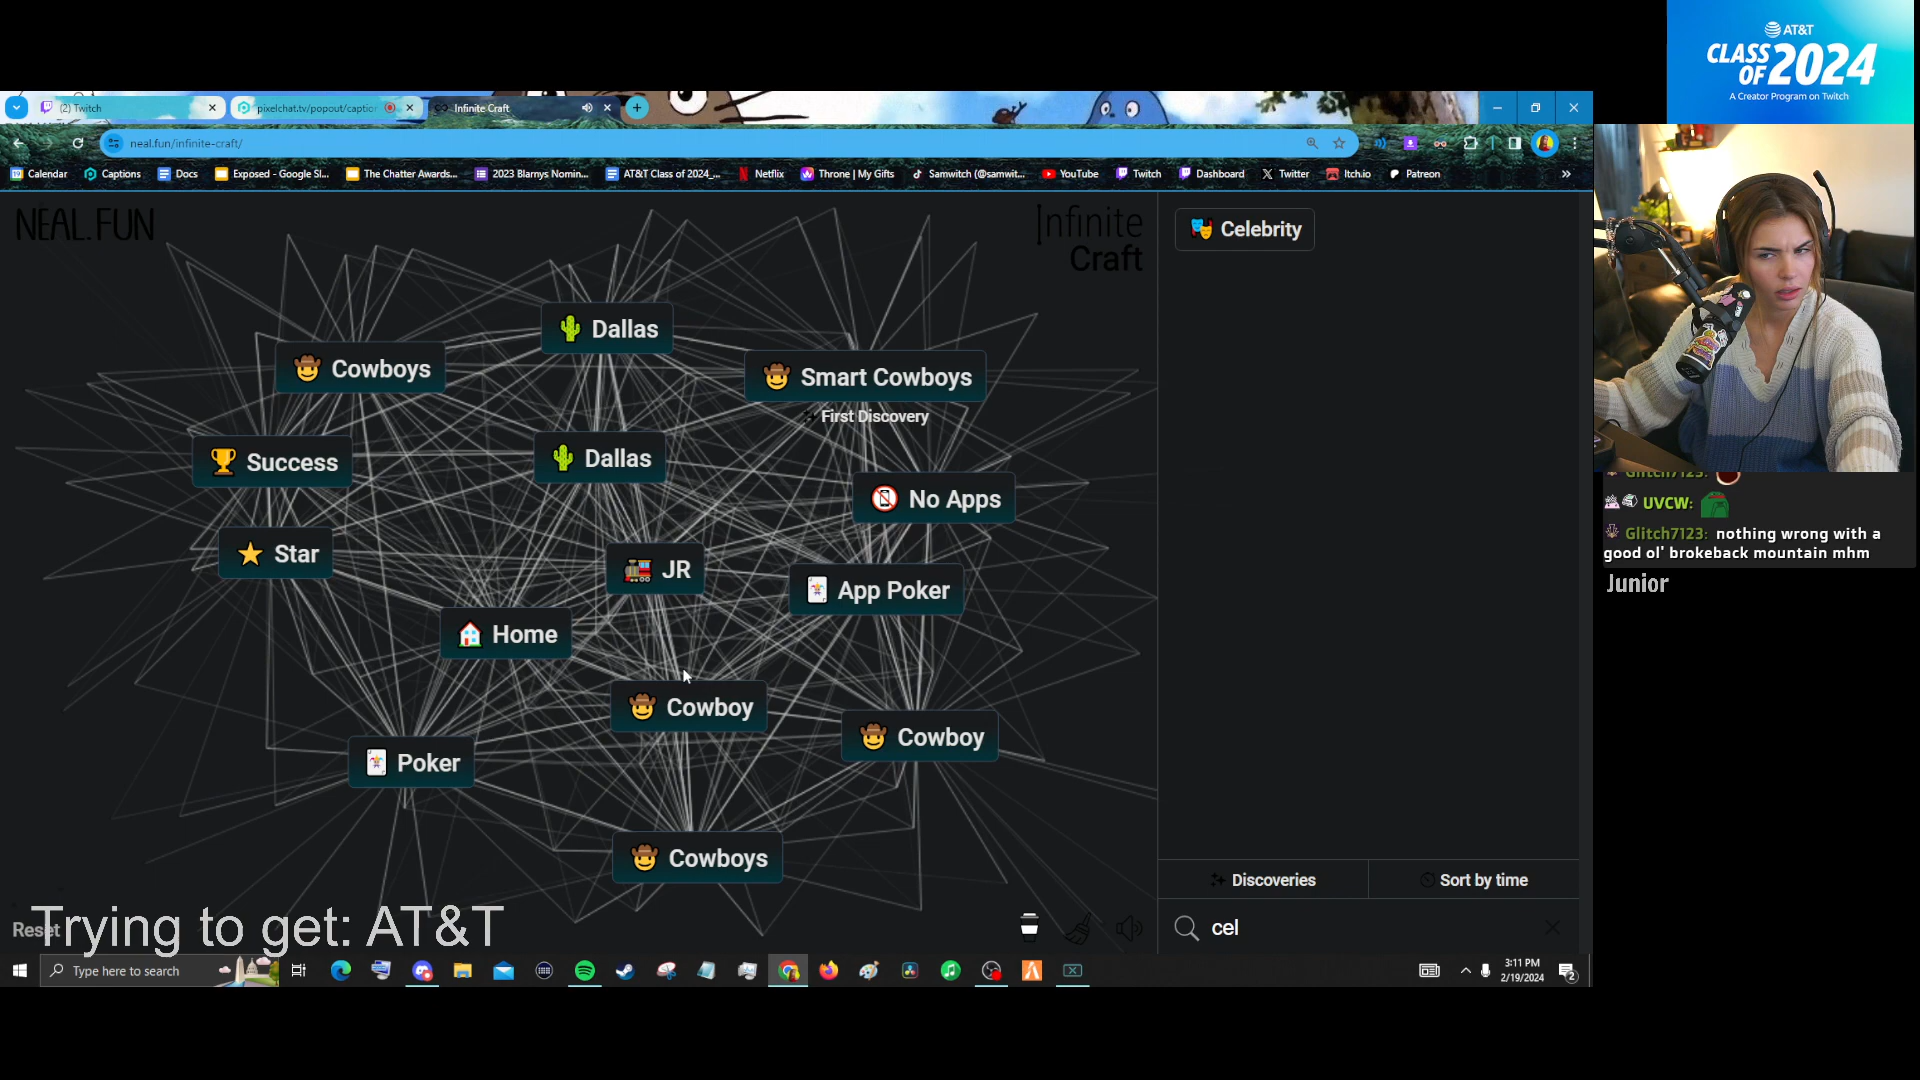 AT&T
CLASS
OF 2024
A Creator Program on Twitch
(2) Twitch
pixelchat.tv/popout/captio
Infinite Craft
neal.fun/infinite-craft/
Calendar
Captions
Docs
Exposed - Google Sl...
The Chatter Awards...
2023 Blarnys Nomin...
AT&T Class of 2024_...
Netflix
Throne | My Gifts
Samwitch (@samwit...
YouTube
Twitch
Dashboard
Twitter
Itch.io
Patreon
NEAL.FUN
Infinite
Craft
Celebrity
Dallas
Cowboys
Smart Cowboys
First Discovery
Success
Dallas
No Apps
Star
JR
App Poker
Home
Cowboy
Cowboy
Poker
Cowboys
Glitch7123:
UVCW:
Glitch7123: nothing wrong with a
good ol' brokeback mountain mhm
Junior
Discoveries
Sort by time
cel
Reset
Trying to get: AT&T
Type here to search
3:11 PM
2/19/2024
2